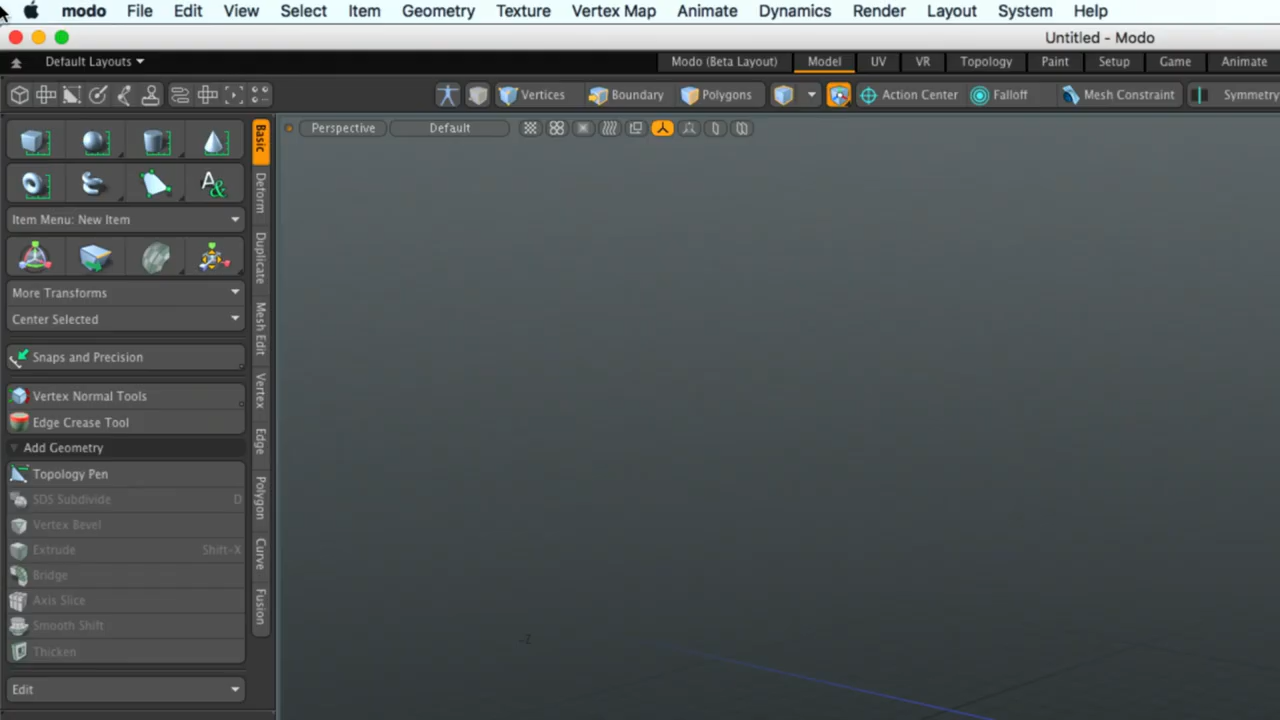 modo File Edit View Select Item Geometry Texture Vertex Map Animate Dynamics Render Layout System Help
Untitled - Modo
Default Layouts Modo (Beta Layout) Model UV VR Topology Paint Setup Game Animate
Vertices Boundary Polygons Action Center Falloff Mesh Constraint Symmetry
Perspective Default
Basic
Deform
Duplicate
Mesh Edit
Vertex
Edge
Polygon
Curve
Fusion
A&
Item Menu: New Item
More Transforms
Center Selected
Snaps and Precision
Vertex Normal Tools
Edge Crease Tool
Add Geometry
Topology Pen
SDS Subdivide D
Vertex Bevel
Extrude Shift-X
Bridge
Axis Slice
Smooth Shift
Thicken
Edit
-Z